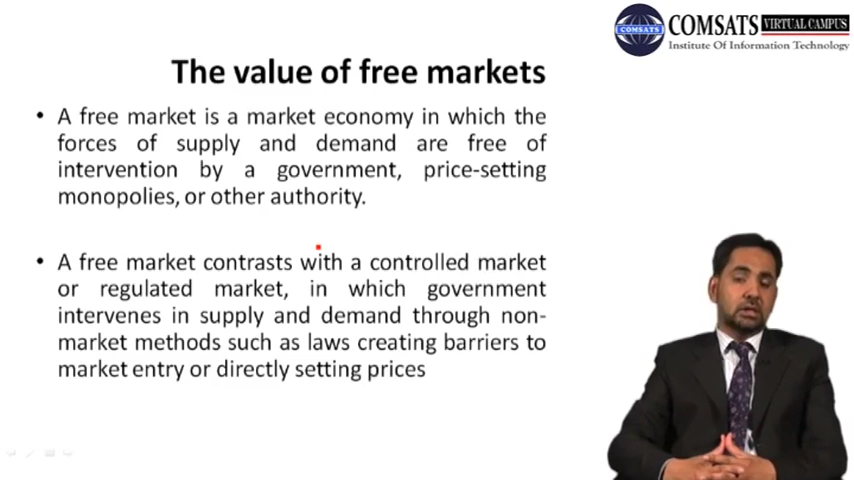 COMSATS VIRTUAL CAMPUS
Institute Of Information Technology
COMSATS
The value of free markets
• A free market is a market economy in which the
forces of supply and demand are free of
intervention by a government, price-setting
monopolies, or other authority.
• A free market contrasts with a controlled market
or regulated market, in which government
intervenes in supply and demand through non-
market methods such as laws creating barriers to
market entry or directly setting prices